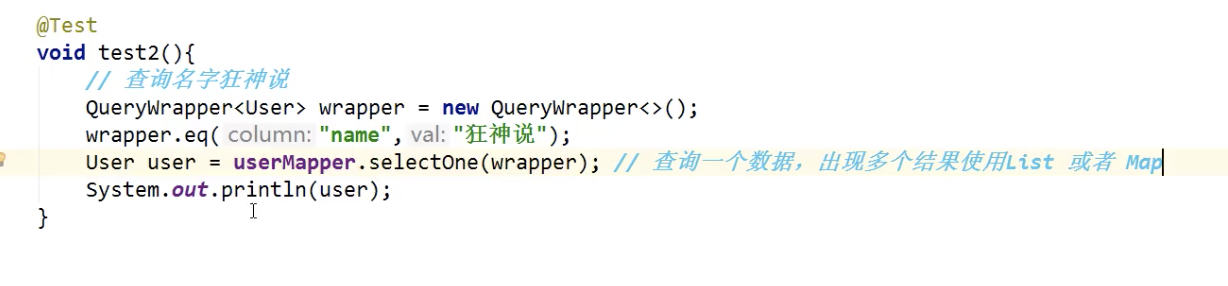 @Test
void test2(){
// 查询名字狂神说
QueryWrapper<User> wrapper = new QueryWrapper<>();
wrapper.eq( column: "name", val: "狂神说");
User user = userMapper.selectOne(wrapper); // 查询一个数据，出现多个结果使用List 或者 Map
System.out.println(user);
}